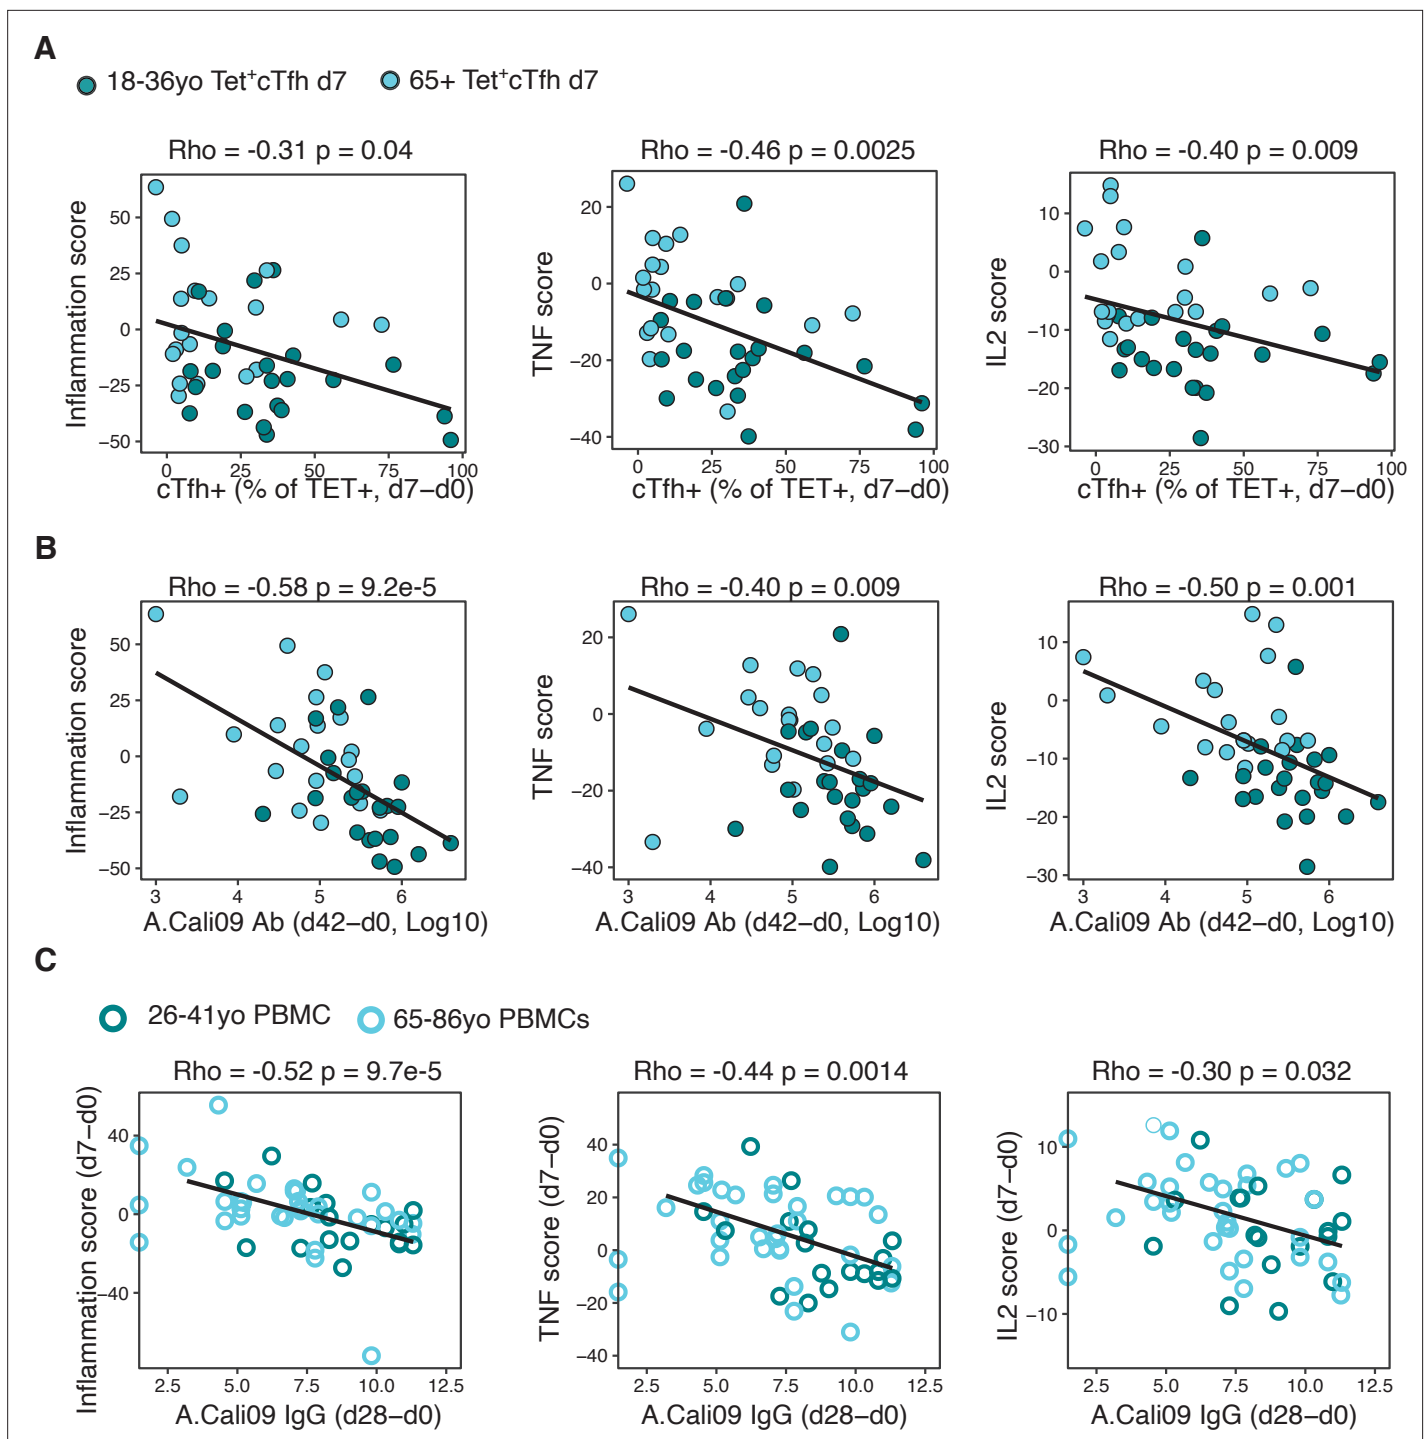 A
18-36yo Tet⁺cTfh d7 65+ Tet⁺cTfh d7
Rho = -0.31 p = 0.04
Inflammation score
50
25
0
−25
−50
0 25 50 75 100
cTfh+ (% of TET+, d7−d0)
Rho = -0.46 p = 0.0025
TNF score
20
0
−20
−40
0 25 50 75 100
cTfh+ (% of TET+, d7−d0)
Rho = -0.40 p = 0.009
IL2 score
10
0
−10
−20
−30
0 25 50 75 100
cTfh+ (% of TET+, d7−d0)
B
Rho = -0.58 p = 9.2e-5
Inflammation score
50
25
0
−25
−50
3 4 5 6
A.Cali09 Ab (d42−d0, Log10)
Rho = -0.40 p = 0.009
TNF score
20
0
−20
−40
3 4 5 6
A.Cali09 Ab (d42−d0, Log10)
Rho = -0.50 p = 0.001
IL2 score
10
0
−10
−20
−30
3 4 5 6
A.Cali09 Ab (d42−d0, Log10)
C
26-41yo PBMC 65-86yo PBMCs
Rho = -0.52 p = 9.7e-5
Inflammation score (d7−d0)
40
0
−40
2.5 5.0 7.5 10.0 12.5
A.Cali09 IgG (d28−d0)
Rho = -0.44 p = 0.0014
TNF score (d7−d0)
40
20
0
−20
−40
2.5 5.0 7.5 10.0 12.5
A.Cali09 IgG (d28−d0)
Rho = -0.30 p = 0.032
IL2 score (d7−d0)
10
0
−10
2.5 5.0 7.5 10.0 12.5
A.Cali09 IgG (d28−d0)